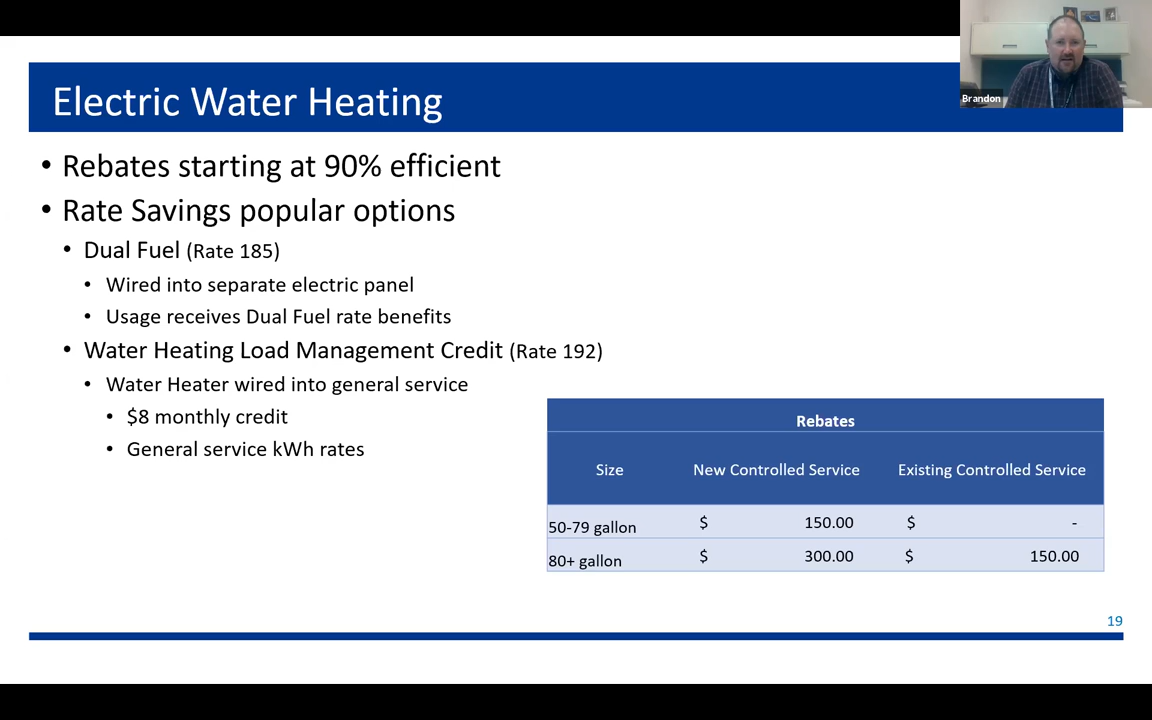 Electric Water Heating
Brandon
• Rebates starting at 90% efficient
• Rate Savings popular options
• Dual Fuel (Rate 185)
• Wired into separate electric panel
• Usage receives Dual Fuel rate benefits
• Water Heating Load Management Credit (Rate 192)
• Water Heater wired into general service
• $8 monthly credit
• General service kWh rates
Rebates
Size New Controlled Service Existing Controlled Service
50-79 gallon $ 150.00 $ -
80+ gallon $ 300.00 $ 150.00
19